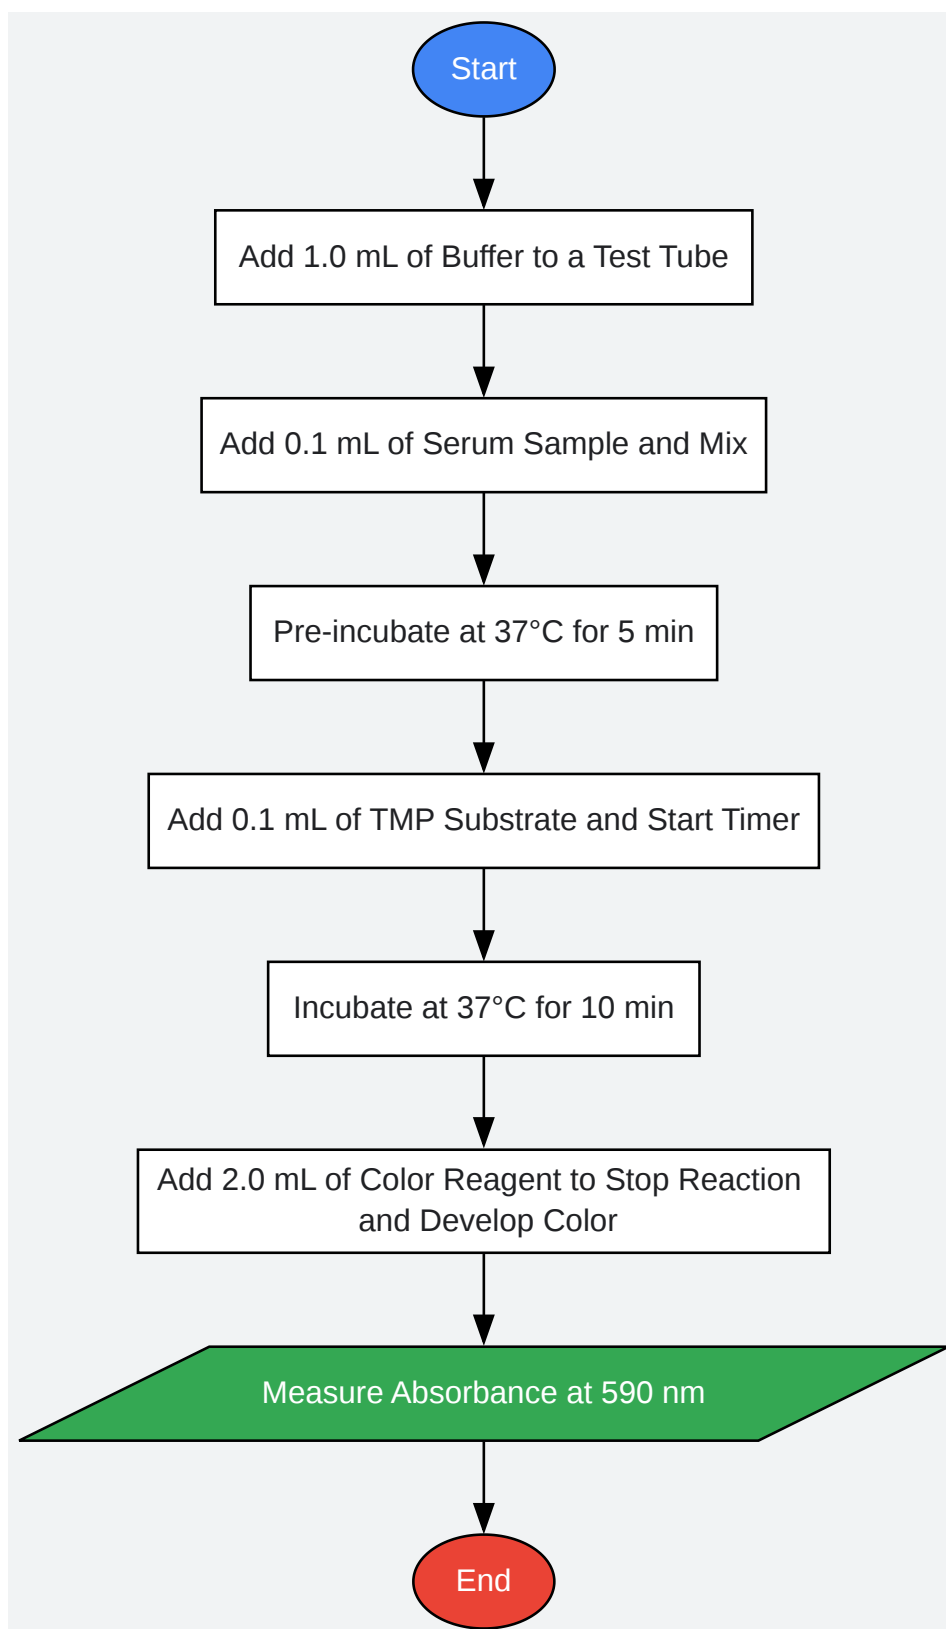 Start
Add 1.0 mL of Buffer to a Test Tube
Add 0.1 mL of Serum Sample and Mix
Pre-incubate at 37°C for 5 min
Add 0.1 mL of TMP Substrate and Start Timer
Incubate at 37°C for 10 min
Add 2.0 mL of Color Reagent to Stop Reaction
and Develop Color
Measure Absorbance at 590 nm
End